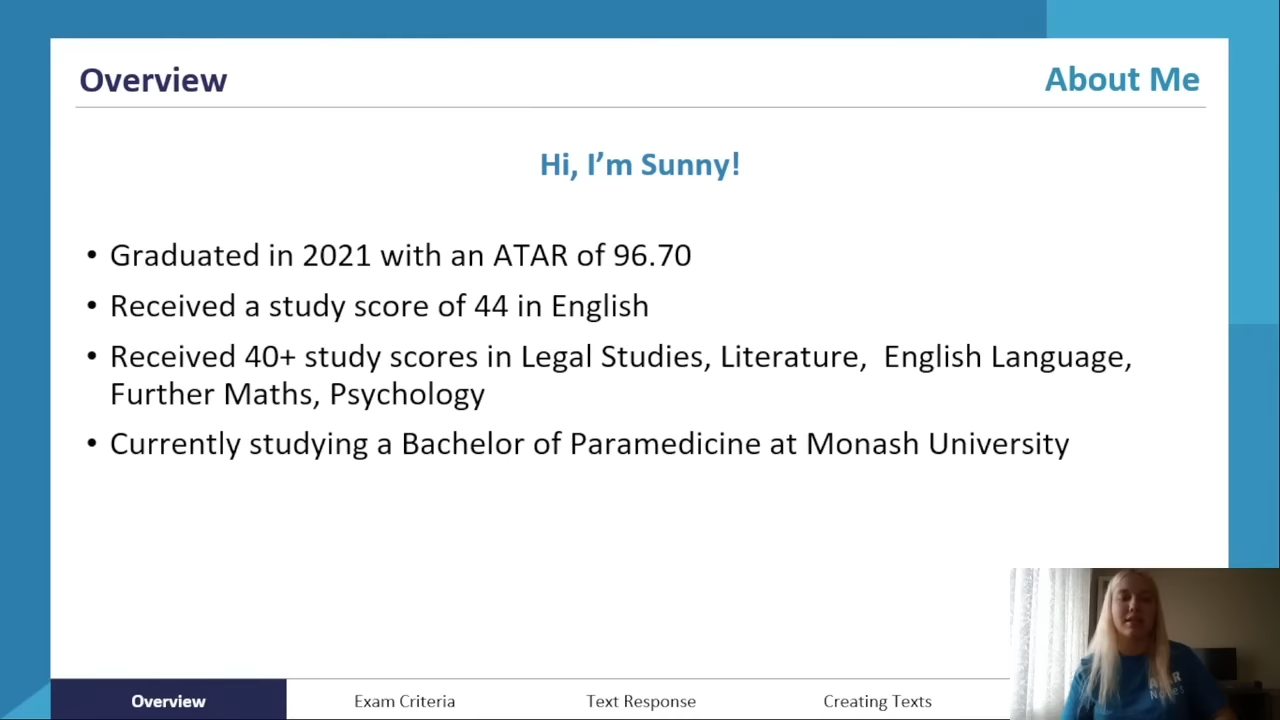 Overview
About Me
Hi, I’m Sunny!
• Graduated in 2021 with an ATAR of 96.70
• Received a study score of 44 in English
• Received 40+ study scores in Legal Studies, Literature,  English Language,
Further Maths, Psychology
• Currently studying a Bachelor of Paramedicine at Monash University
Overview
Exam Criteria
Text Response
Creating Texts
Notes